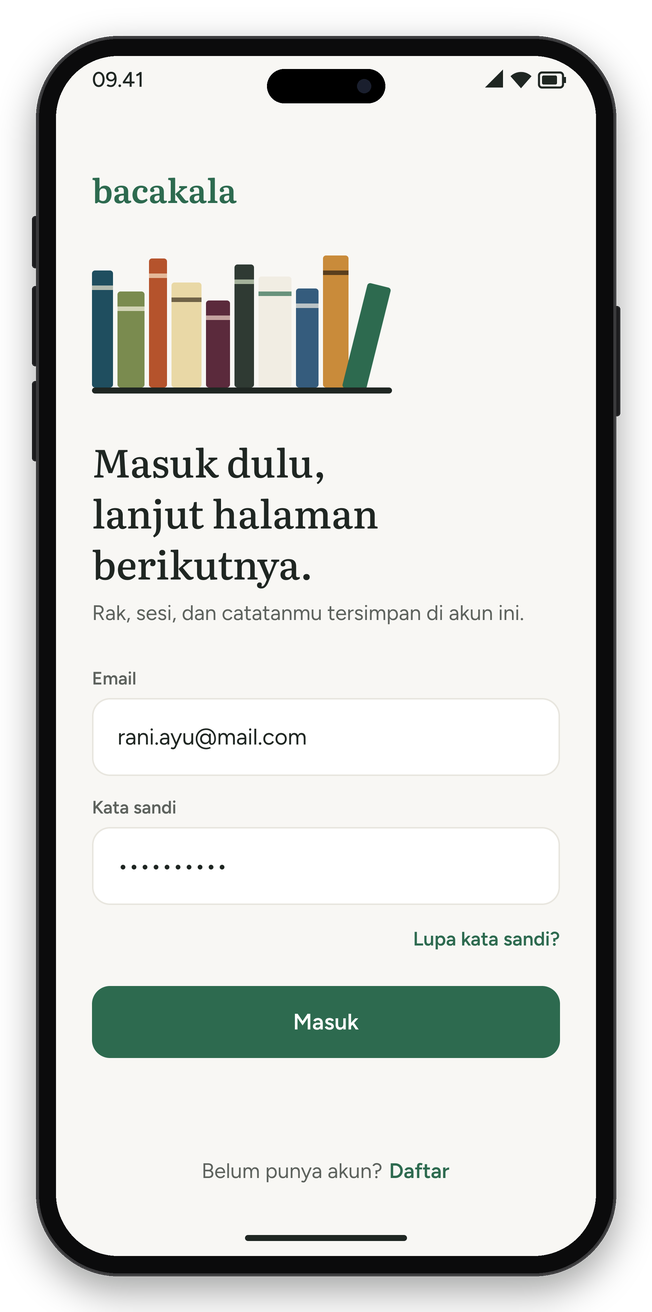 09.41
bacakala
Masuk dulu,
lanjut halaman
berikutnya.
Rak, sesi, dan catatanmu tersimpan di akun ini.
Email
rani.ayu@mail.com
Kata sandi
••••••••••
Lupa kata sandi?
Masuk
Belum punya akun? Daftar